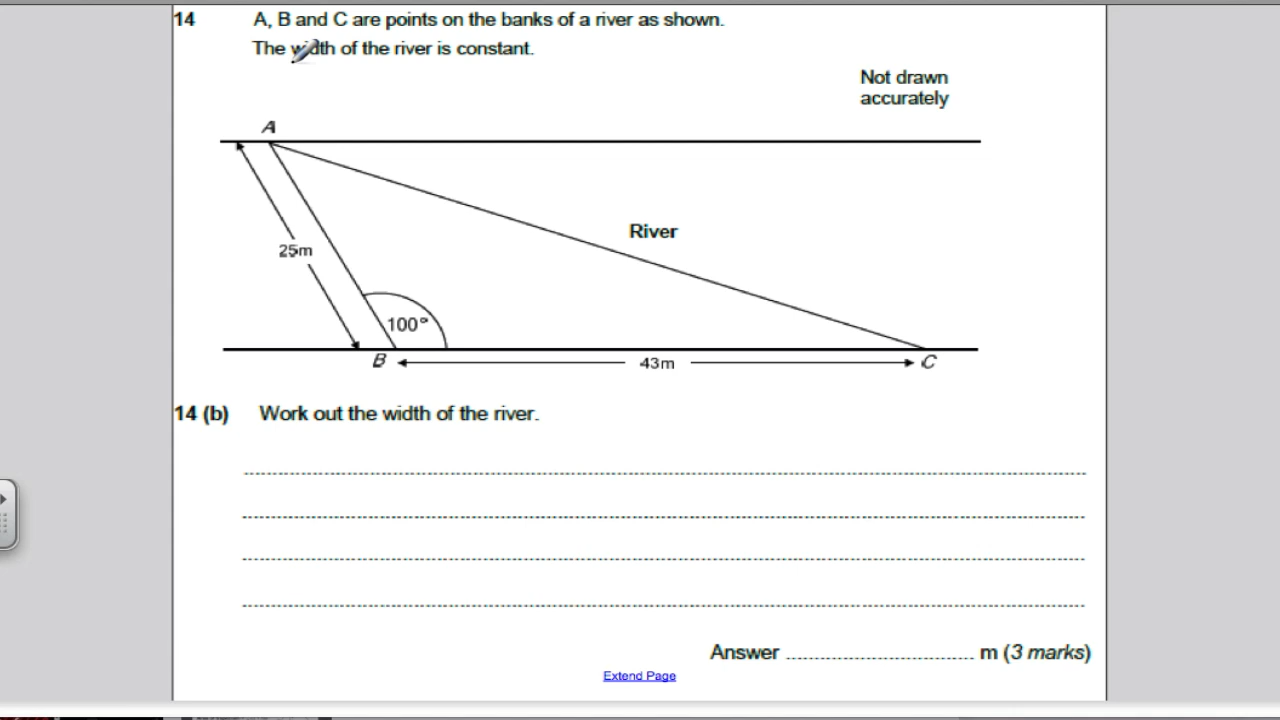 14 A, B and C are points on the banks of a river as shown.
The width of the river is constant.
Not drawn
accurately
A
River
25m
100°
B
43m
C
14 (b) Work out the width of the river.
Answer ................................ m (3 marks)
Extend Page